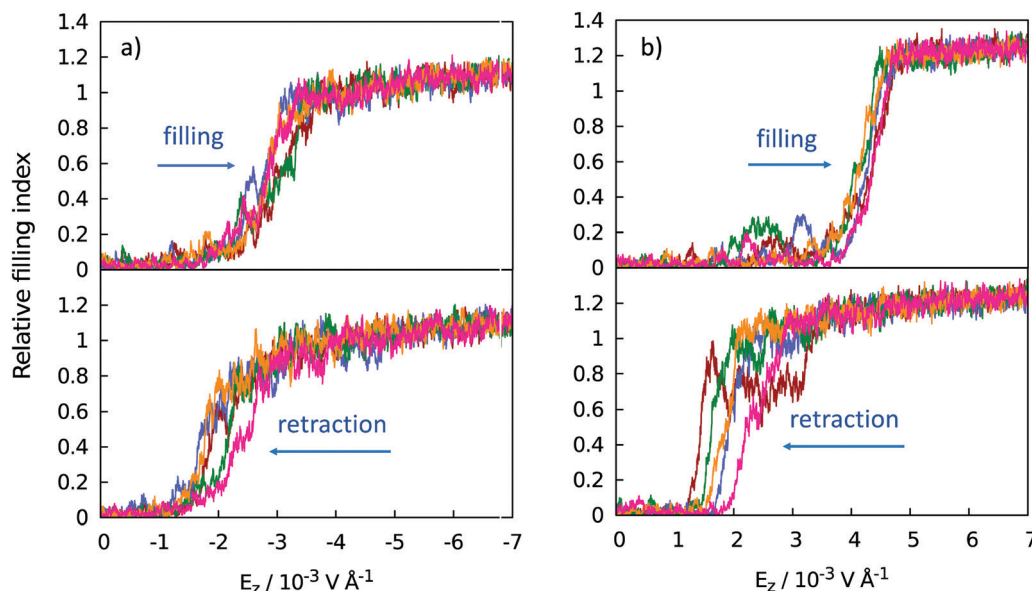 1.4
a)
1.2
1
0.8
filling
0.6
0.4
0.2
0
1.2
1
0.8
0.6
retraction
0.4
0.2
0
0 -1 -2 -3 -4 -5 -6 -7
E_z / 10⁻³ V Å⁻¹
Relative filling index
1.4
b)
1.2
1
0.8
filling
0.6
0.4
0.2
0
1.2
1
0.8
0.6
retraction
0.4
0.2
0
0 1 2 3 4 5 6 7
E_z / 10⁻³ V Å⁻¹